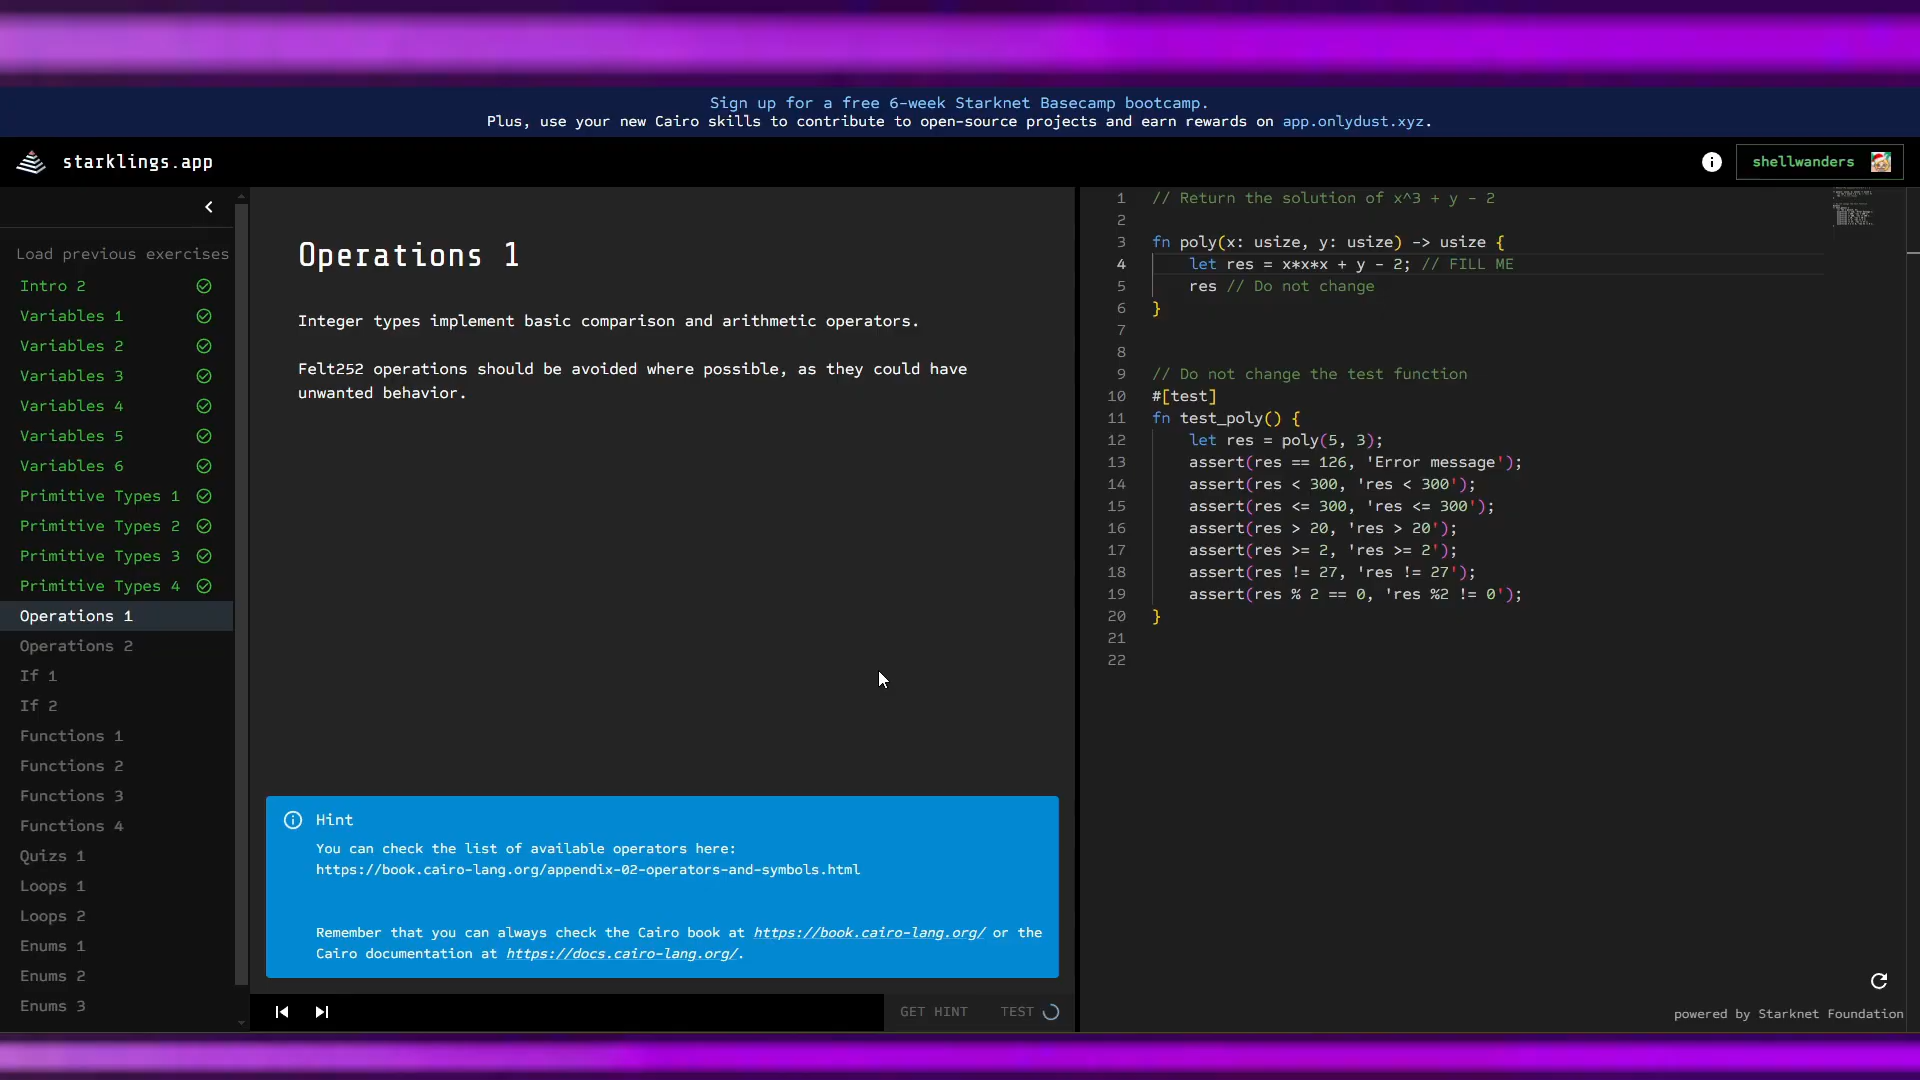 Sign up for a free 6-week Starknet Basecamp bootcamp.
Plus, use your new Cairo skills to contribute to open-source projects and earn rewards on app.onlydust.xyz.
starklings.app
shellwanders
Load previous exercises
Intro 2
Variables 1
Variables 2
Variables 3
Variables 4
Variables 5
Variables 6
Primitive Types 1
Primitive Types 2
Primitive Types 3
Primitive Types 4
Operations 1
Operations 2
If 1
If 2
Functions 1
Functions 2
Functions 3
Functions 4
Quizs 1
Loops 1
Loops 2
Enums 1
Enums 2
Enums 3
Operations 1
Integer types implement basic comparison and arithmetic operators.
Felt252 operations should be avoided where possible, as they could have
unwanted behavior.
Hint
You can check the list of available operators here:
https://book.cairo-lang.org/appendix-02-operators-and-symbols.html
Remember that you can always check the Cairo book at https://book.cairo-lang.org/ or the
Cairo documentation at https://docs.cairo-lang.org/.
GET HINT TEST
1 // Return the solution of x^3 + y - 2
2
3 fn poly(x: usize, y: usize) -> usize {
4 let res = x*x*x + y - 2; // FILL ME
5 res // Do not change
6 }
7
8
9 // Do not change the test function
10 #[test]
11 fn test_poly() {
12 let res = poly(5, 3);
13 assert(res == 126, 'Error message');
14 assert(res < 300, 'res < 300');
15 assert(res <= 300, 'res <= 300');
16 assert(res > 20, 'res > 20');
17 assert(res >= 2, 'res >= 2');
18 assert(res != 27, 'res != 27');
19 assert(res % 2 == 0, 'res %2 != 0');
20 }
21
22
powered by Starknet Foundation